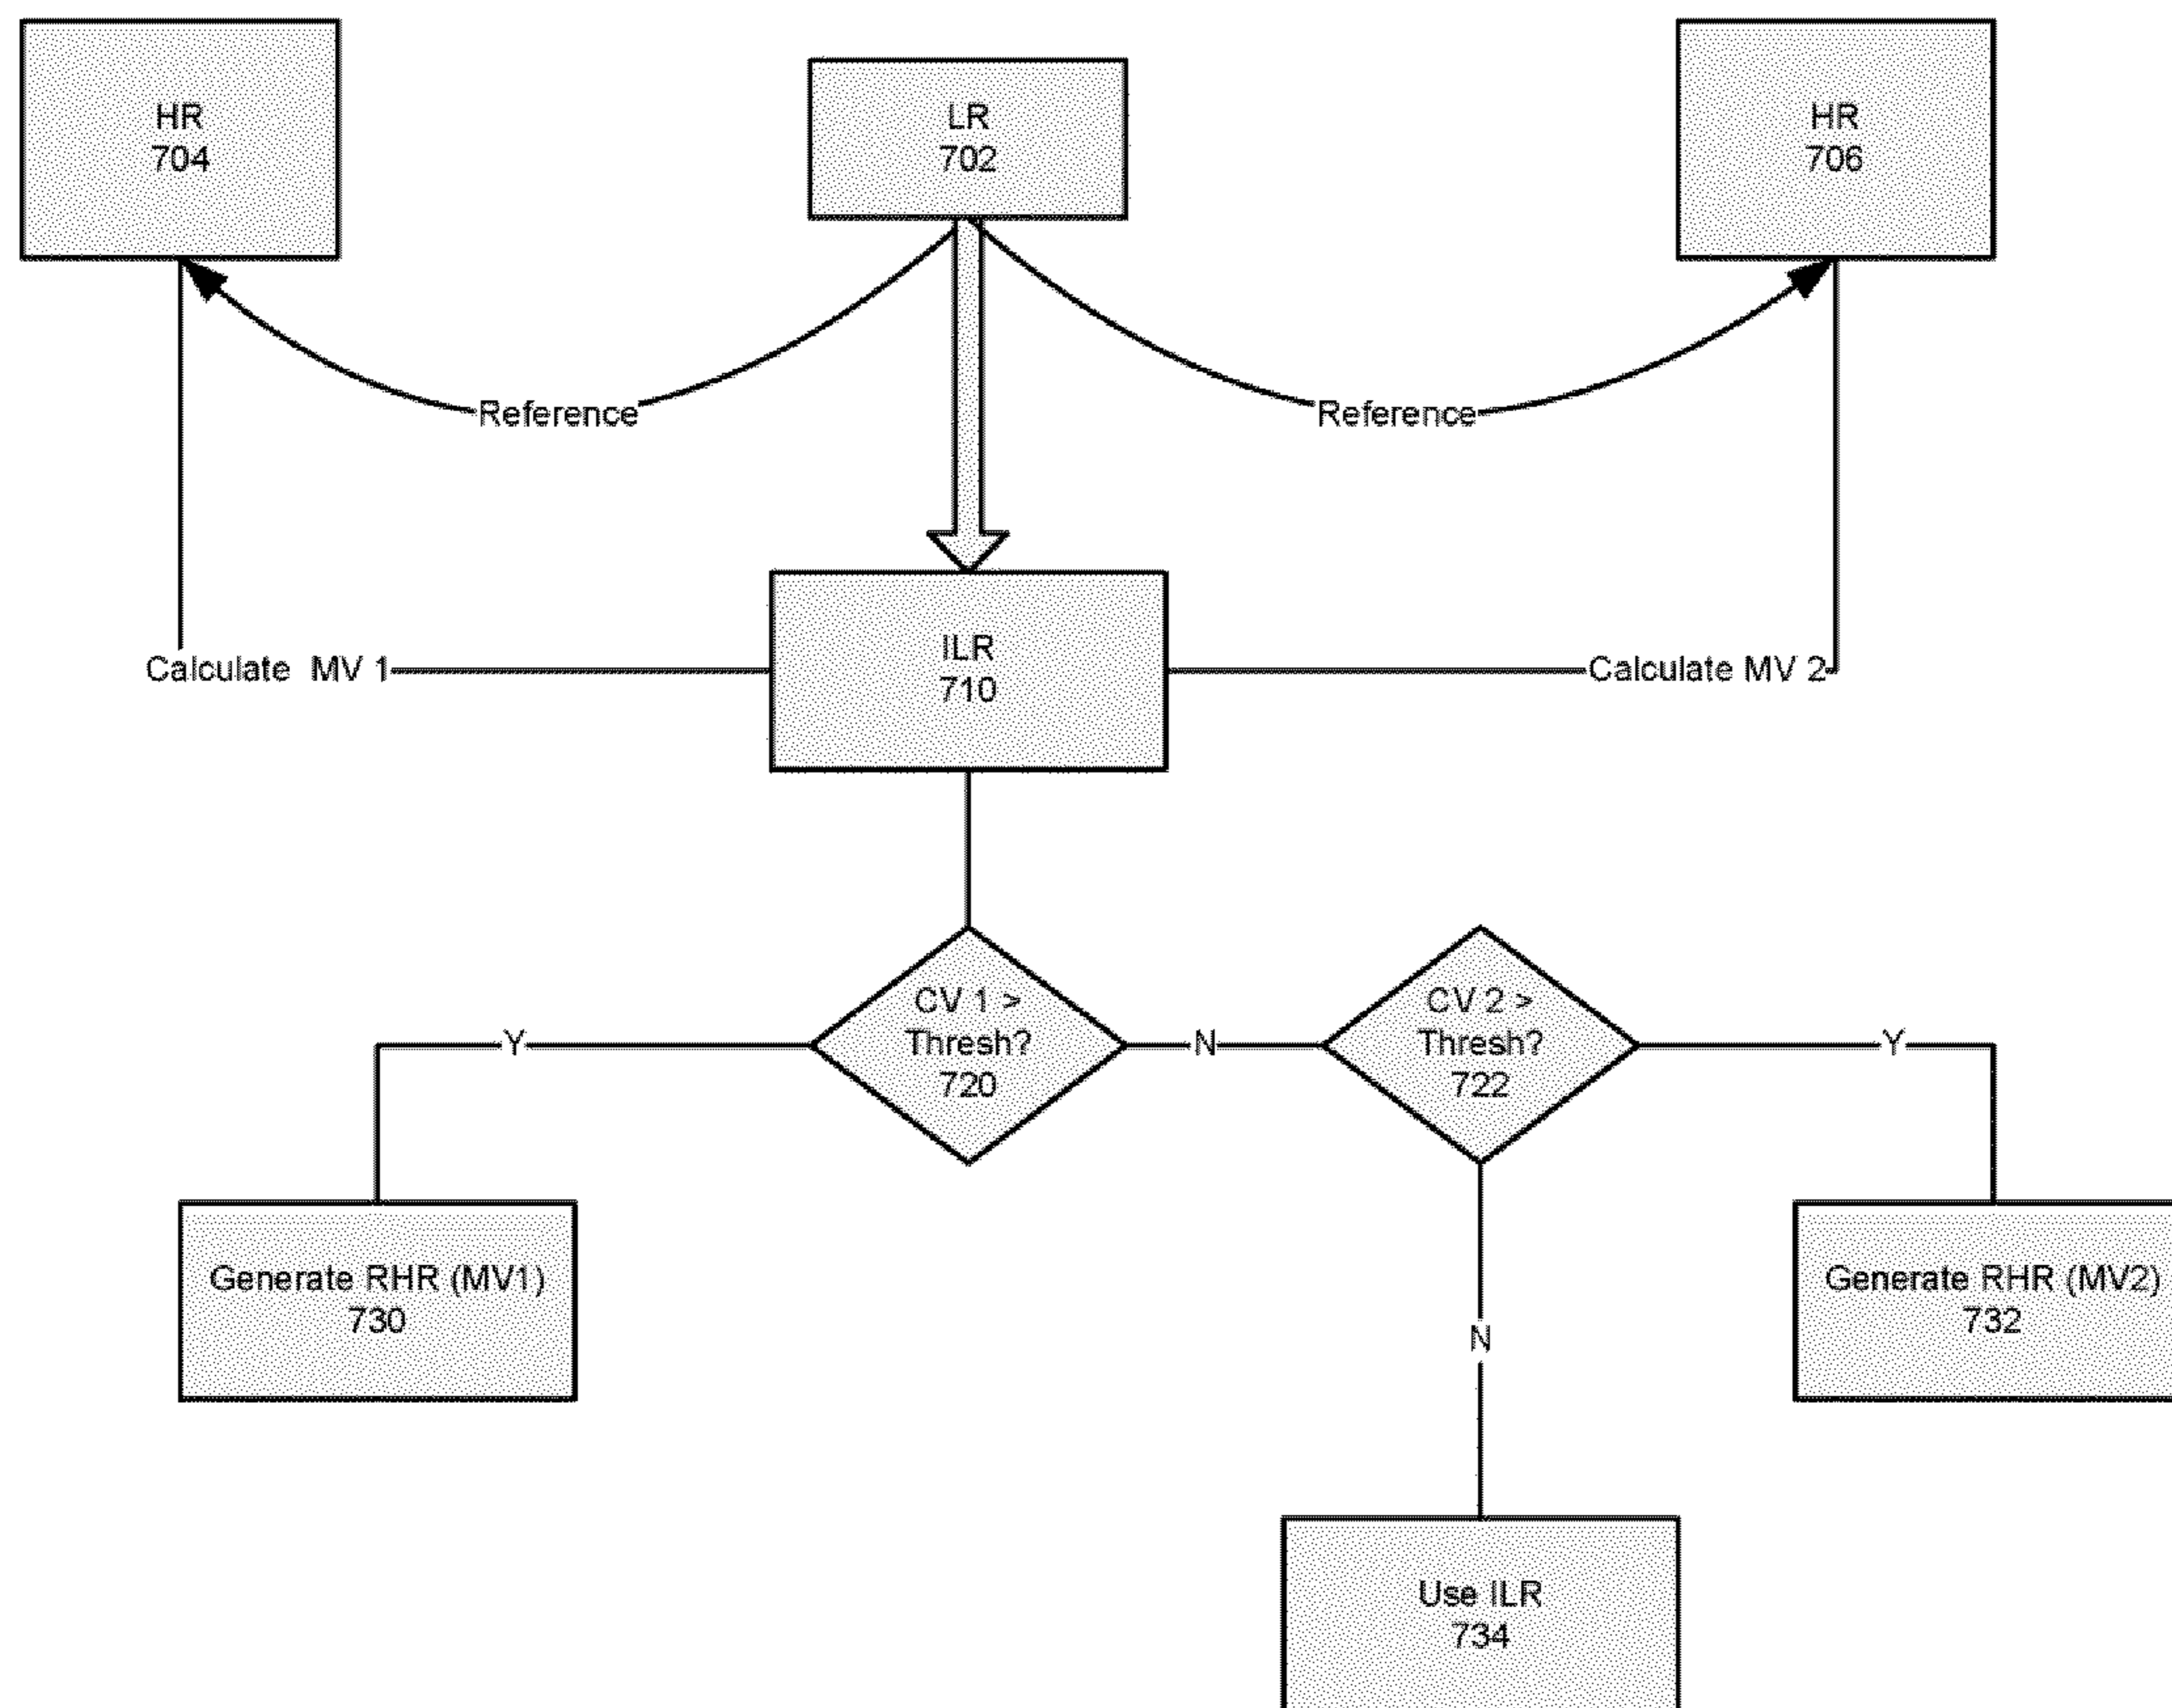 HR
704
LR
702
HR
706
Reference
Reference
Calculate MV 1
ILR
710
Calculate MV 2
CV 1 >
Thresh?
720
CV 2 >
Thresh?
722
Y
N
Y
Generate RHR (MV1)
730
Generate RHR (MV2)
732
N
Use ILR
734